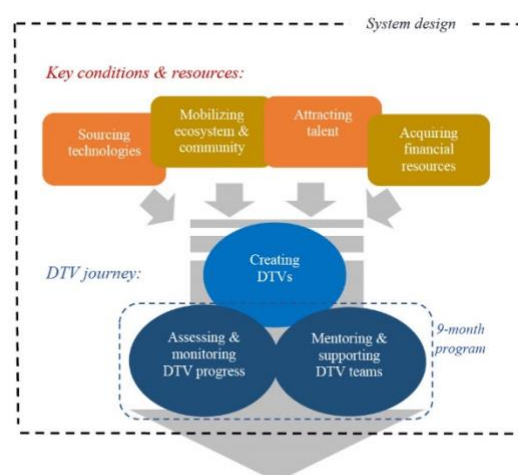 System design
Key conditions & resources:
Sourcing
technologies
Mobilizing
ecosystem &
community
Attracting
talent
Acquiring
financial
resources
DTV journey:
Creating
DTVs
Assessing &
monitoring
DTV progress
Mentoring &
supporting
DTV teams
9-month
program